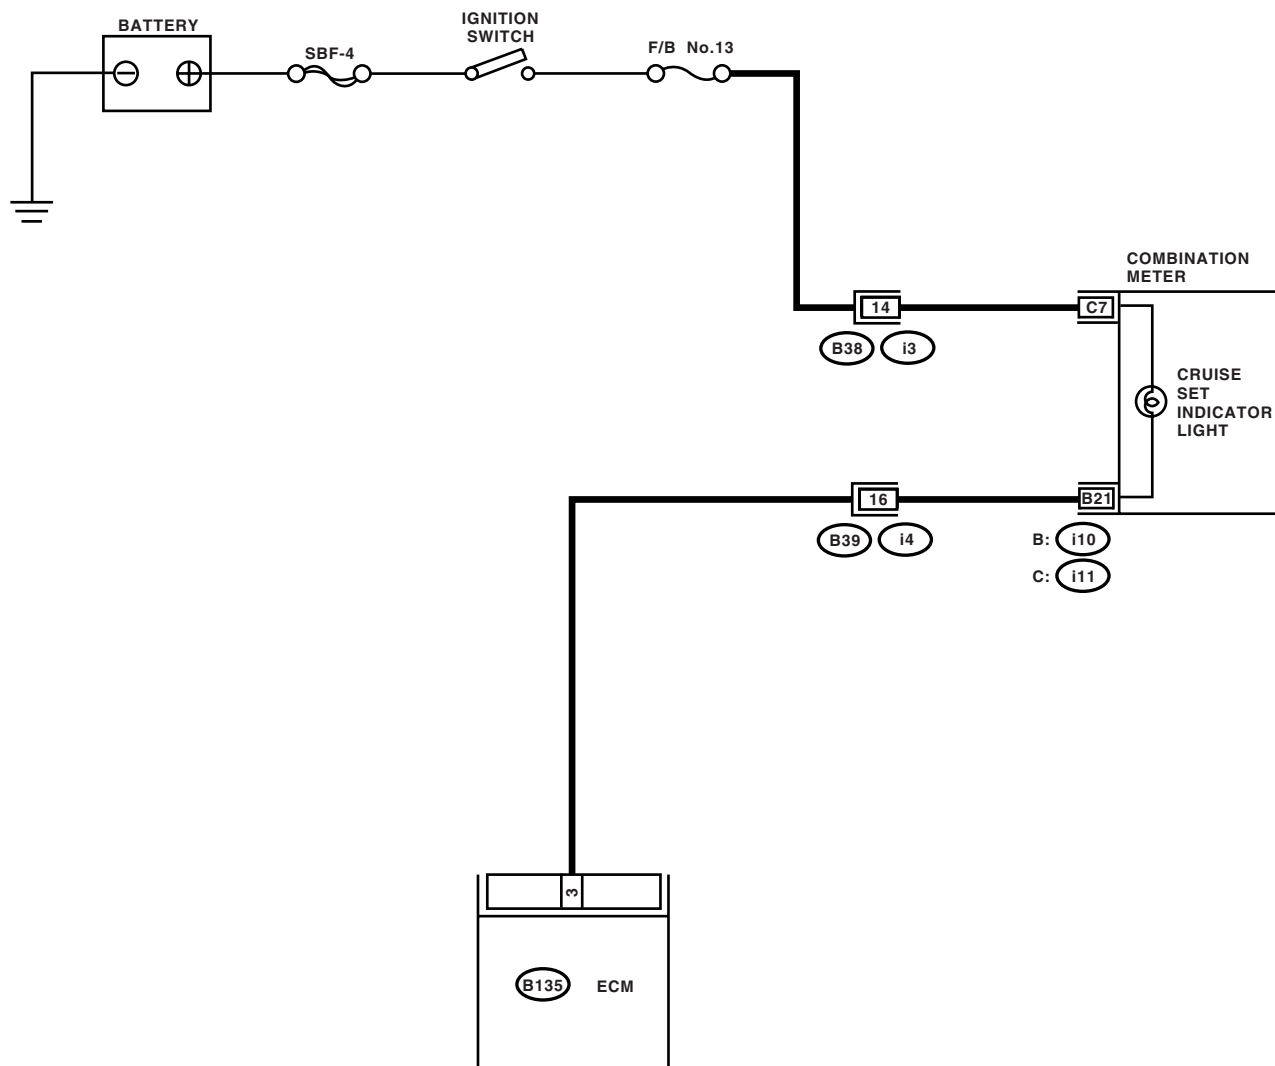 BATTERY
SBF-4
IGNITION
SWITCH
F/B No.13
COMBINATION
METER
14
C7
B38
i3
CRUISE
SET
INDICATOR
LIGHT
16
B21
B39
i4
B: i10
C: i11
3
B135
ECM